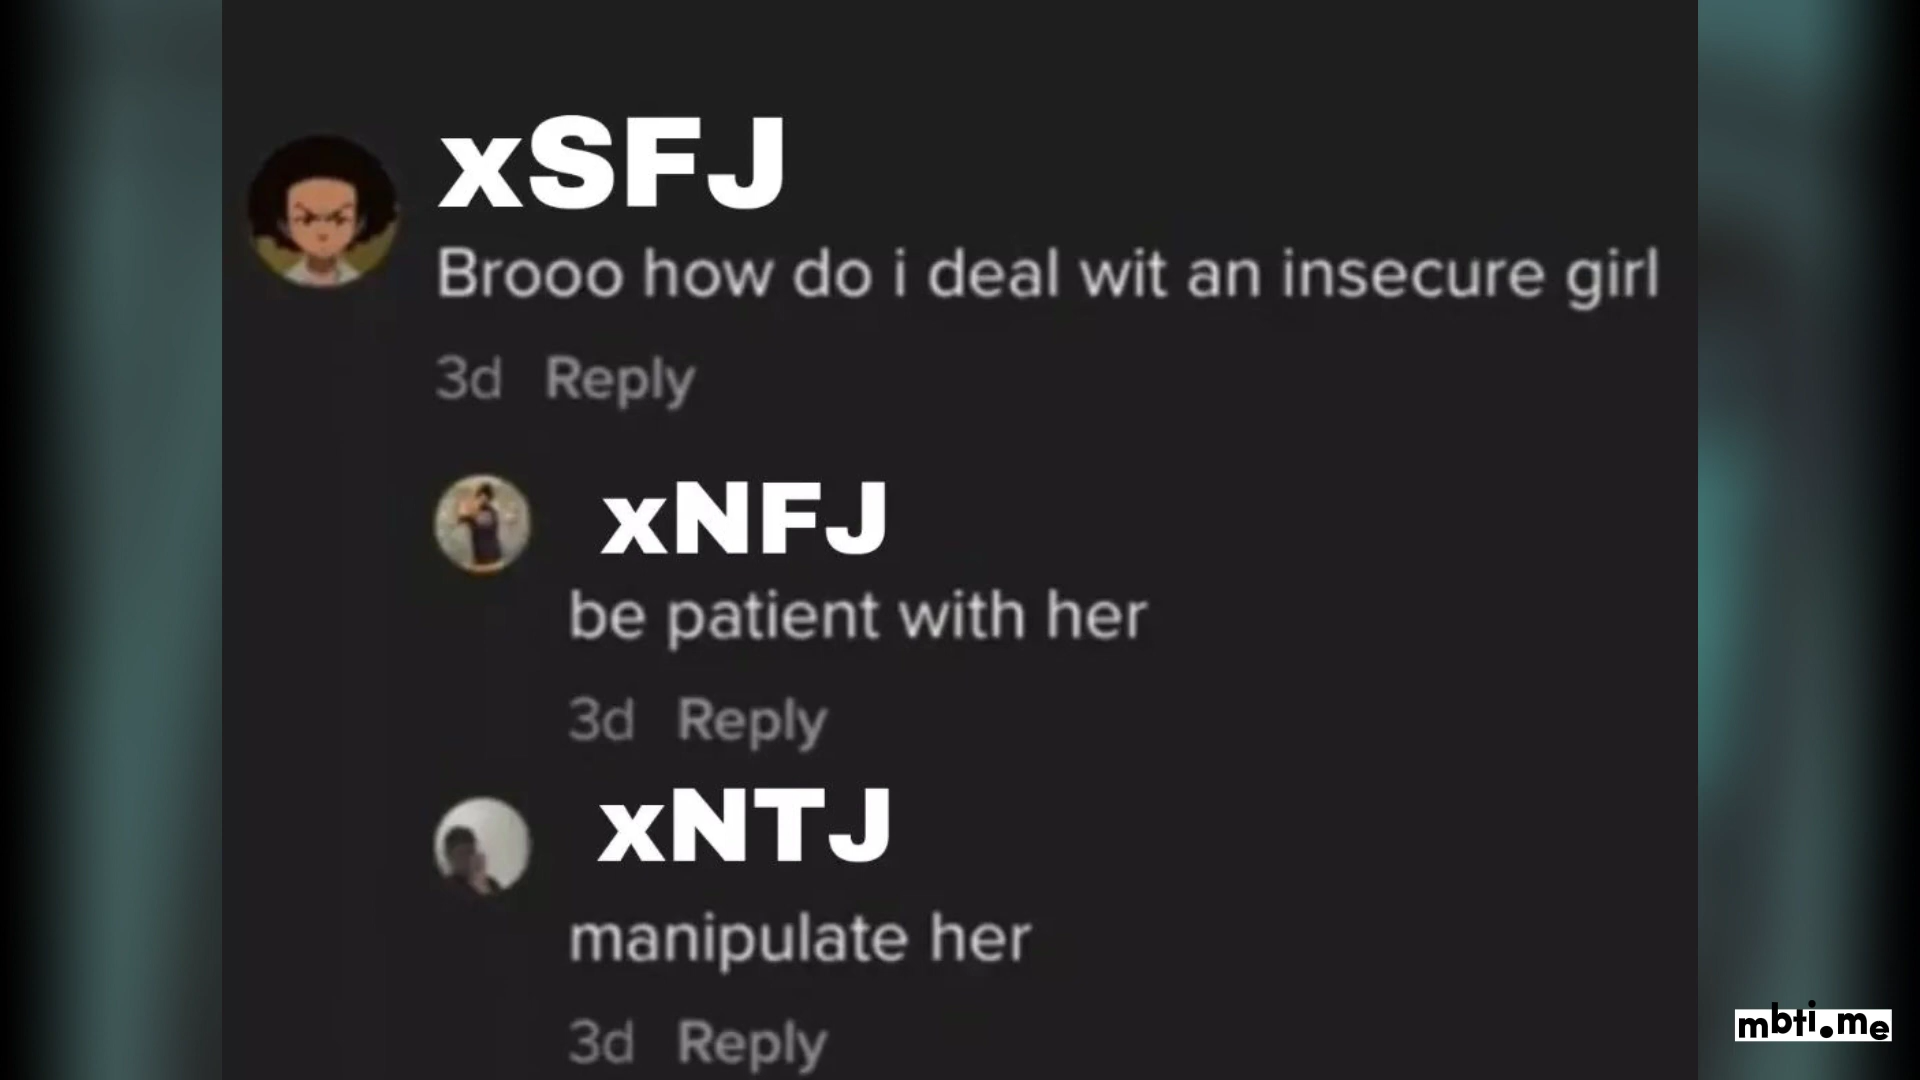 xSFJ
Brooo how do i deal wit an insecure girl
3d Reply
xNFJ
be patient with her
3d Reply
xNTJ
manipulate her
3d Reply
mbti.me